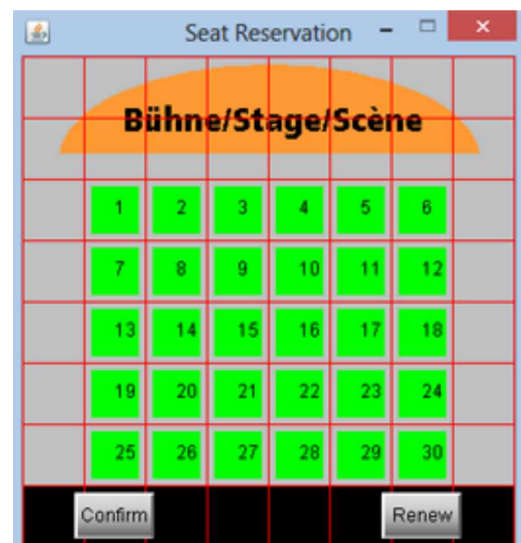 Seat Reservation
Bühne/Stage/Scène
1 2 3 4 5 6
7 8 9 10 11 12
13 14 15 16 17 18
19 20 21 22 23 24
25 26 27 28 29 30
Confirm Renew